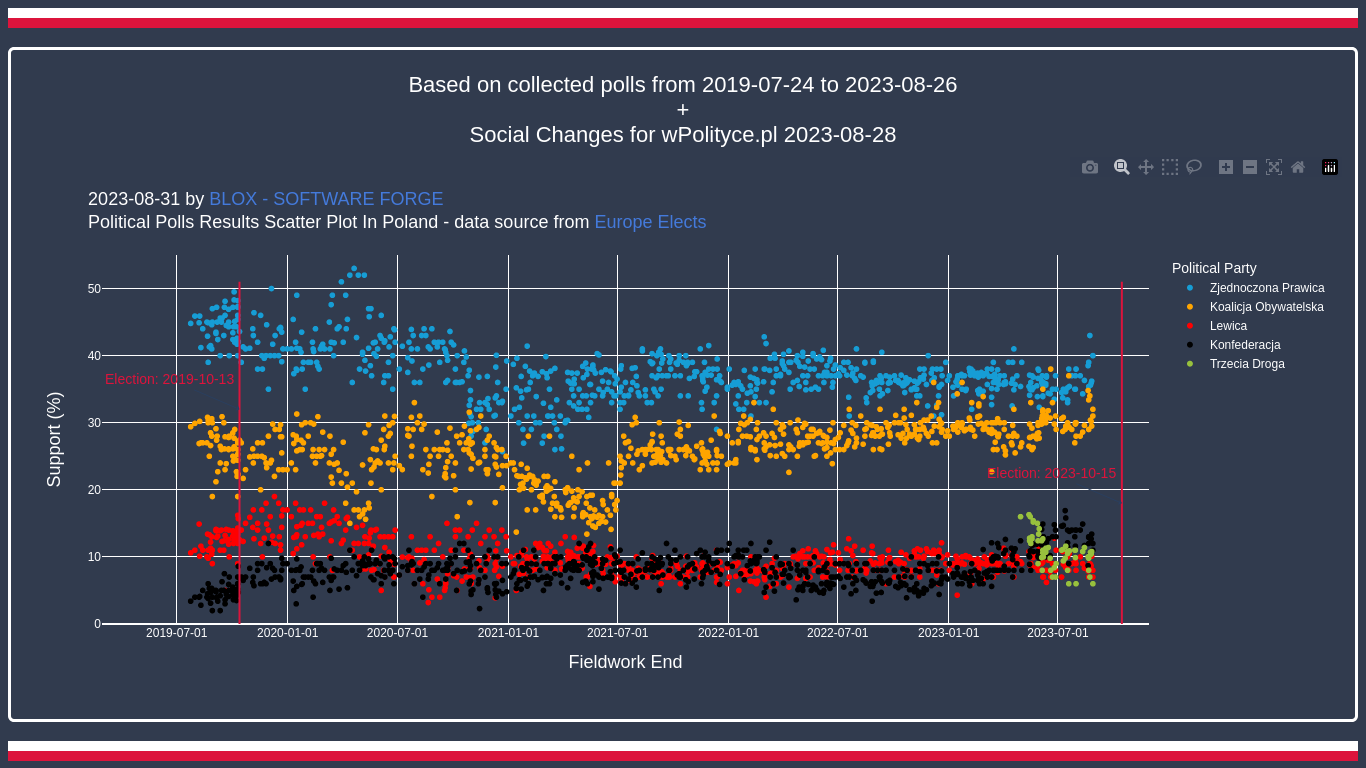 Based on collected polls from 2019-07-24 to 2023-08-26
+
Social Changes for wPolityce.pl 2023-08-28
2023-08-31 by BLOX - SOFTWARE FORGE
Political Polls Results Scatter Plot In Poland - data source from Europe Elects
Political Party
Zjednoczona Prawica
Koalicja Obywatelska
Lewica
Konfederacja
Trzecia Droga
Support (%)
50
40
30
20
10
0
Election: 2019-10-13
Election: 2023-10-15
2019-07-01 2020-01-01 2020-07-01 2021-01-01 2021-07-01 2022-01-01 2022-07-01 2023-01-01 2023-07-01
Fieldwork End